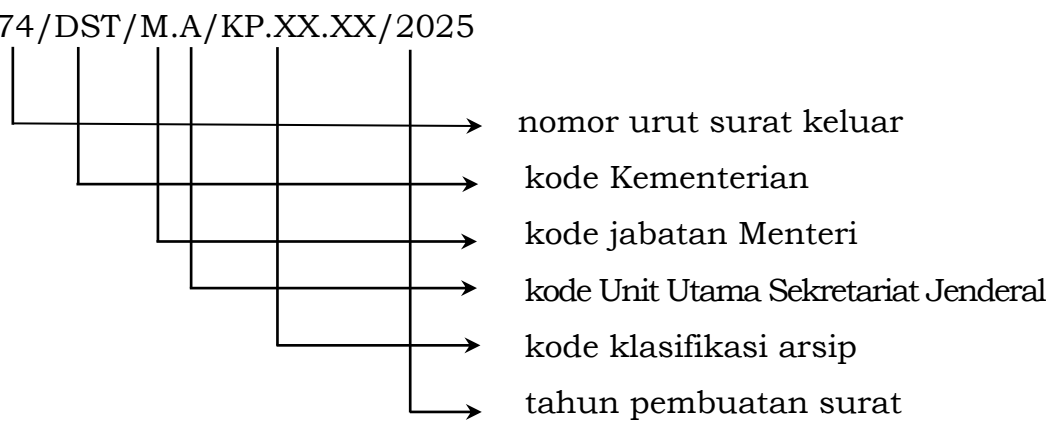 74/DST/M.A/KP.XX.XX/2025
nomor urut surat keluar
kode Kementerian
kode jabatan Menteri
kode Unit Utama Sekretariat Jenderal
kode klasifikasi arsip
tahun pembuatan surat